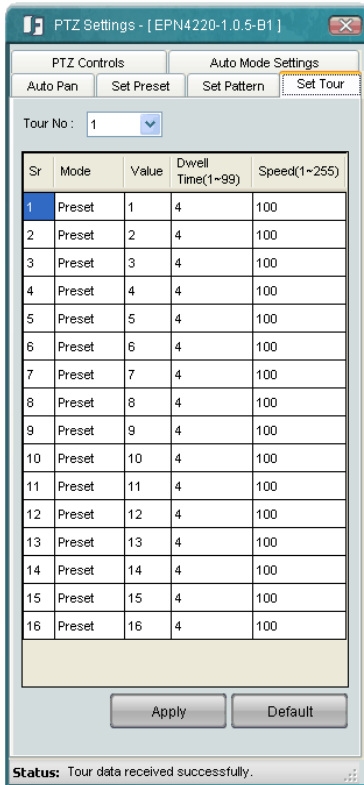 PTZ Settings - [ EPN4220-1.0.5-B1 ]
PTZ Controls Auto Mode Settings
Auto Pan Set Preset Set Pattern Set Tour
Tour No : 1
Sr Mode Value Dwell Time(1~99) Speed(1~255)
1 Preset 1 4 100
2 Preset 2 4 100
3 Preset 3 4 100
4 Preset 4 4 100
5 Preset 5 4 100
6 Preset 6 4 100
7 Preset 7 4 100
8 Preset 8 4 100
9 Preset 9 4 100
10 Preset 10 4 100
11 Preset 11 4 100
12 Preset 12 4 100
13 Preset 13 4 100
14 Preset 14 4 100
15 Preset 15 4 100
16 Preset 16 4 100
Apply Default
Status: Tour data received successfully.